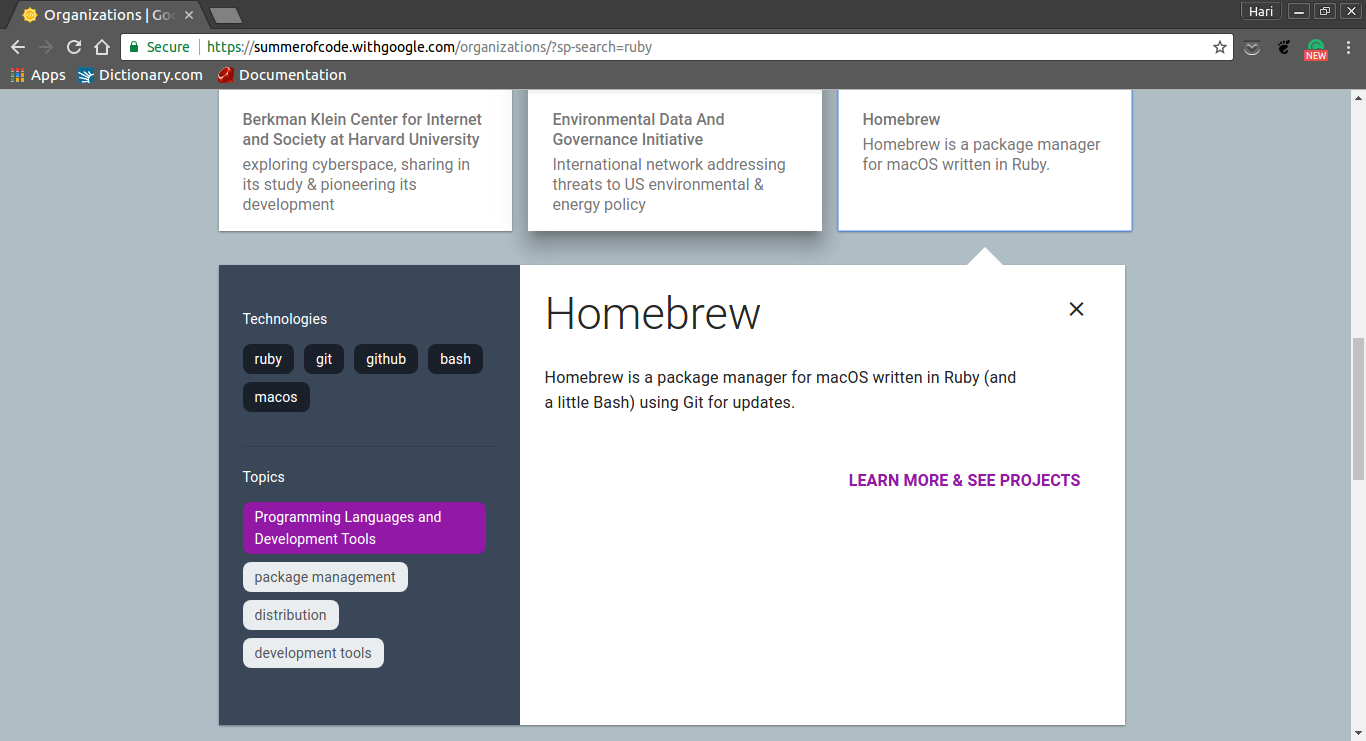 Organizations | Goo
Hari
Secure
https://summerofcode.withgoogle.com/organizations/?sp-search=ruby
NEW
Apps
Dictionary.com
Documentation
Berkman Klein Center for Internet
and Society at Harvard University
exploring cyberspace, sharing in
its study & pioneering its
development
Environmental Data And
Governance Initiative
International network addressing
threats to US environmental &
energy policy
Homebrew
Homebrew is a package manager
for macOS written in Ruby.
Technologies
ruby git github bash
macos
Topics
Programming Languages and
Development Tools
package management
distribution
development tools
Homebrew
Homebrew is a package manager for macOS written in Ruby (and
a little Bash) using Git for updates.
LEARN MORE & SEE PROJECTS